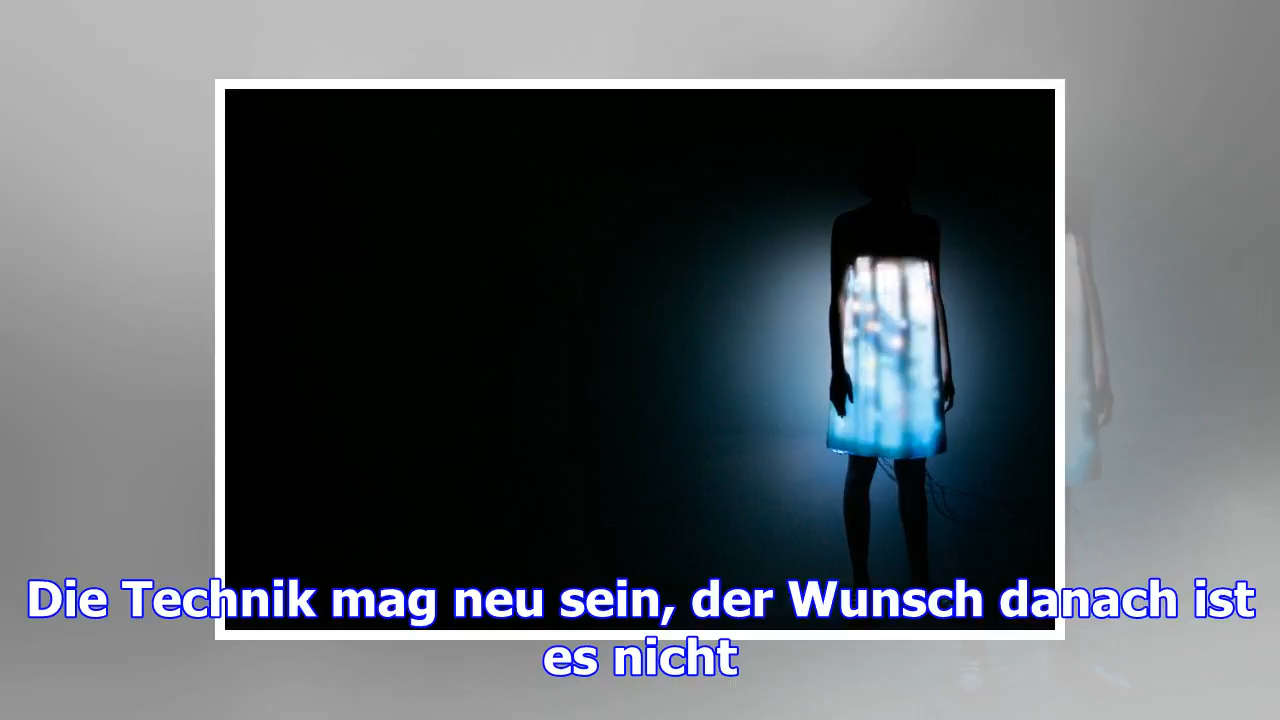 Die Technik mag neu sein, der Wunsch danach ist
es nicht